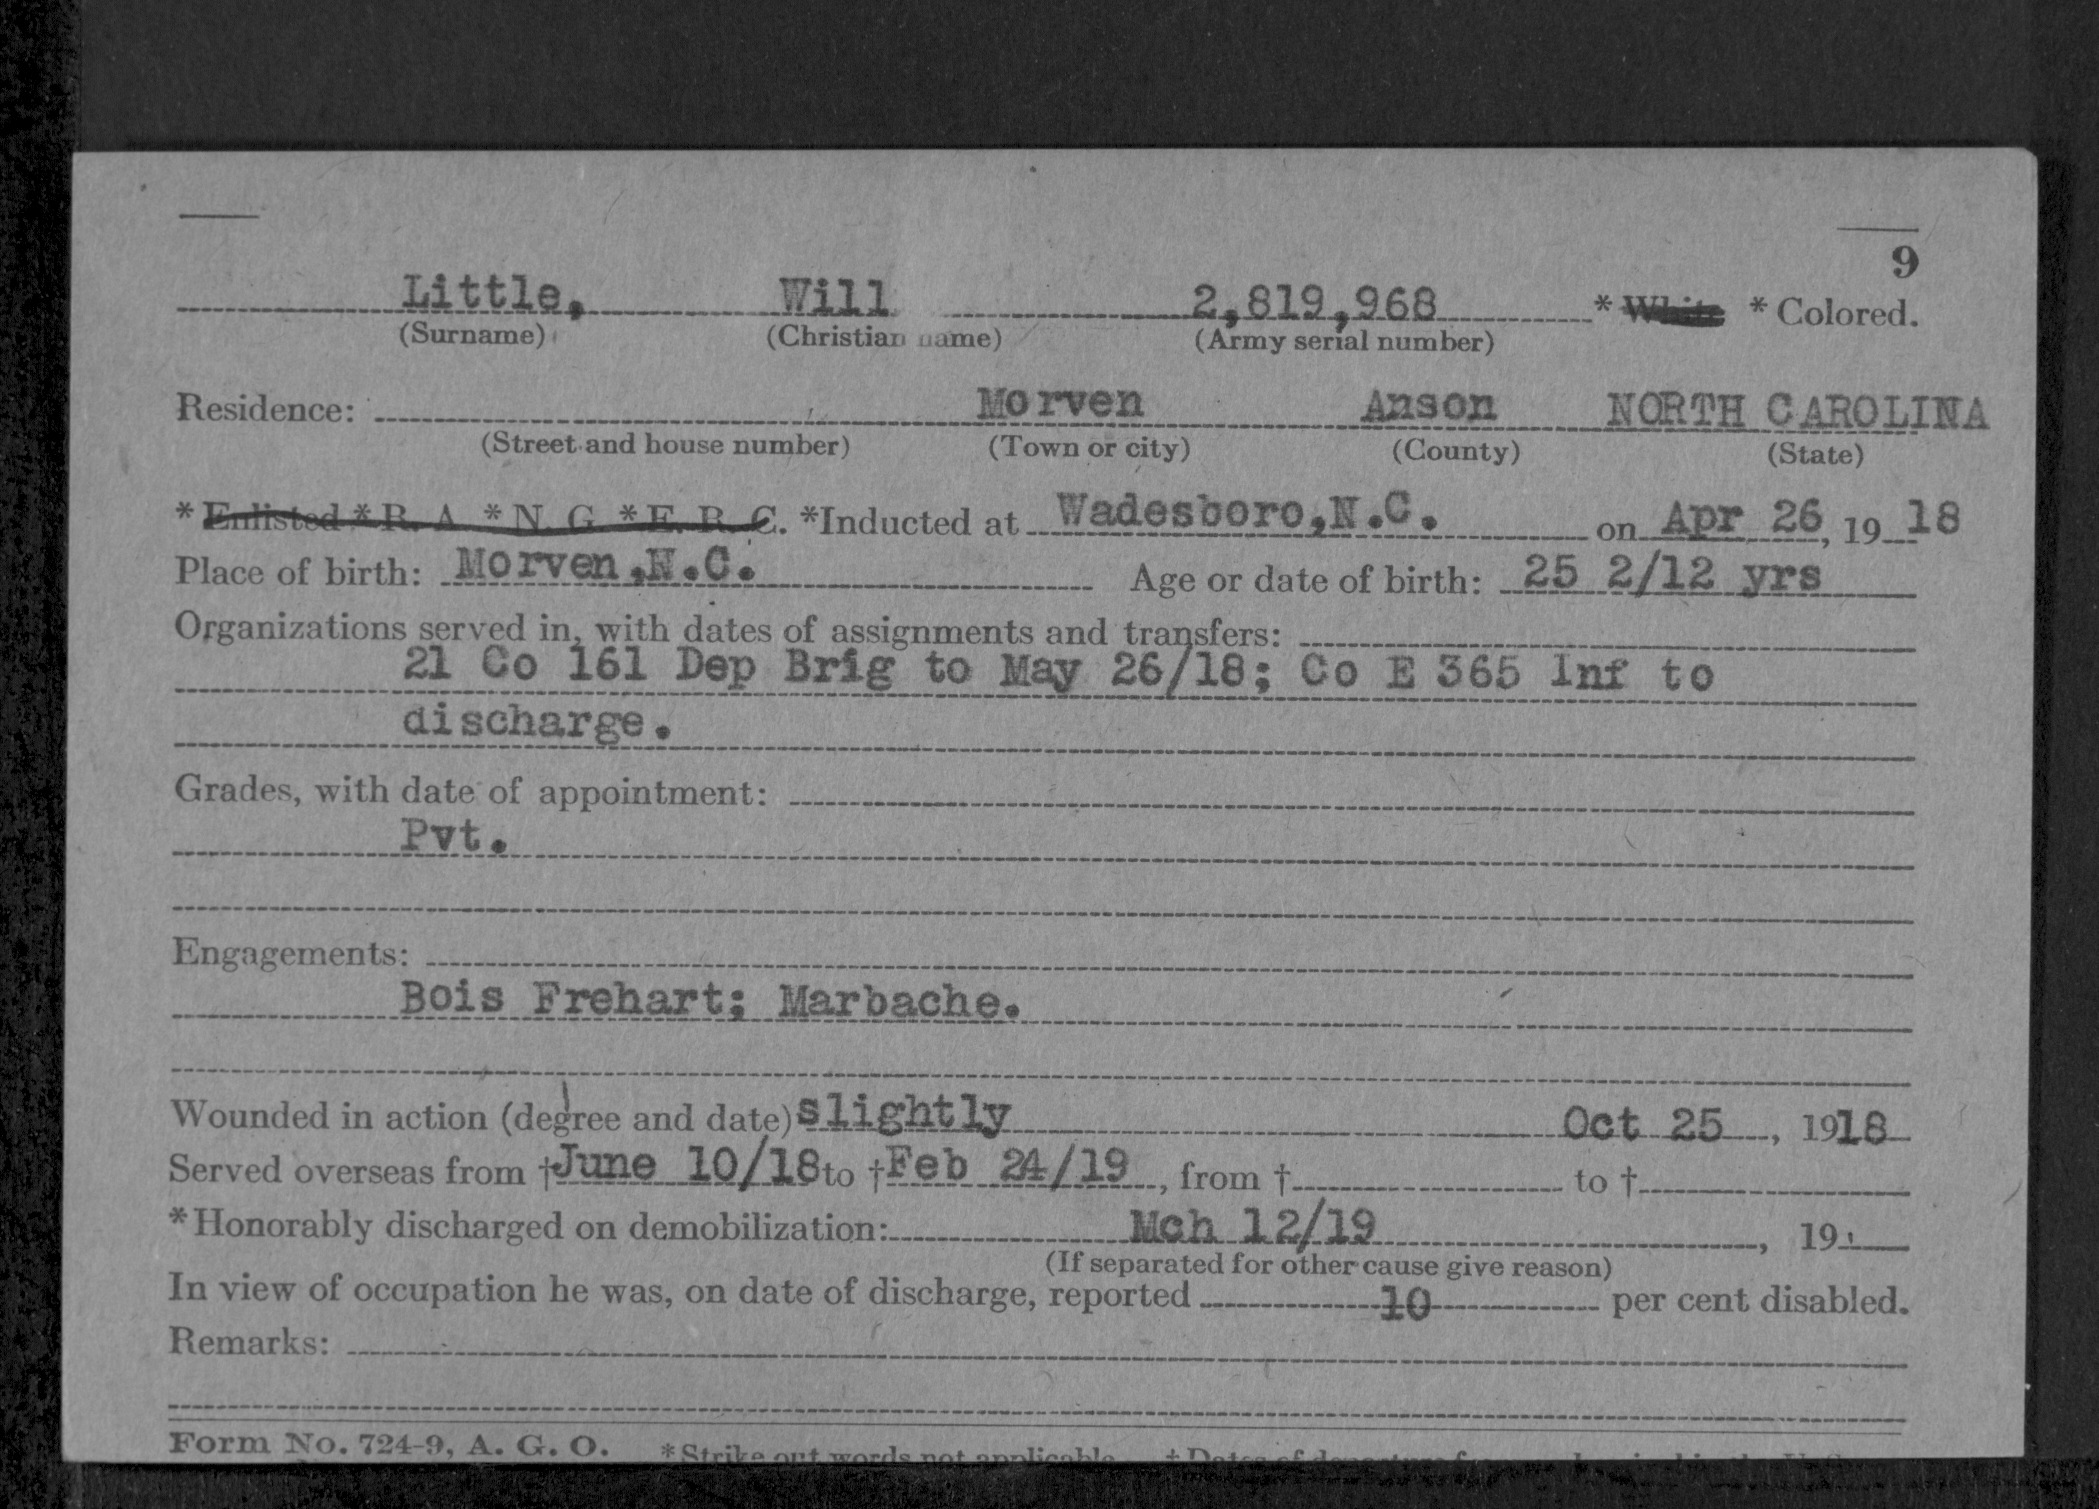 9
Little, Will 2,819,968 * White * Colored.
(Surname) (Christian name) (Army serial number)
Residence: Morven Anson NORTH CAROLINA
(Street and house number) (Town or city) (County) (State)
* Enlisted * R. A. * N. G. * E. R. C. *Inducted at Wadesboro,N.C. on Apr 26, 19 18
Place of birth: Morven,N.C. Age or date of birth: 25 2/12 yrs
Organizations served in, with dates of assignments and transfers:
21 Co 161 Dep Brig to May 26/18; Co E 365 Inf to
discharge.
Grades, with date of appointment:
Pvt.
Engagements:
Bois Frehart; Marbache.
Wounded in action (degree and date) slightly Oct 25, 1918
Served overseas from †June 10/18 to †Feb 24/19, from † to †
*Honorably discharged on demobilization: Mch 12/19, 19
(If separated for other cause give reason)
In view of occupation he was, on date of discharge, reported 10 per cent disabled.
Remarks:
Form No. 724-9, A. G. O. *Strike out words not applicable